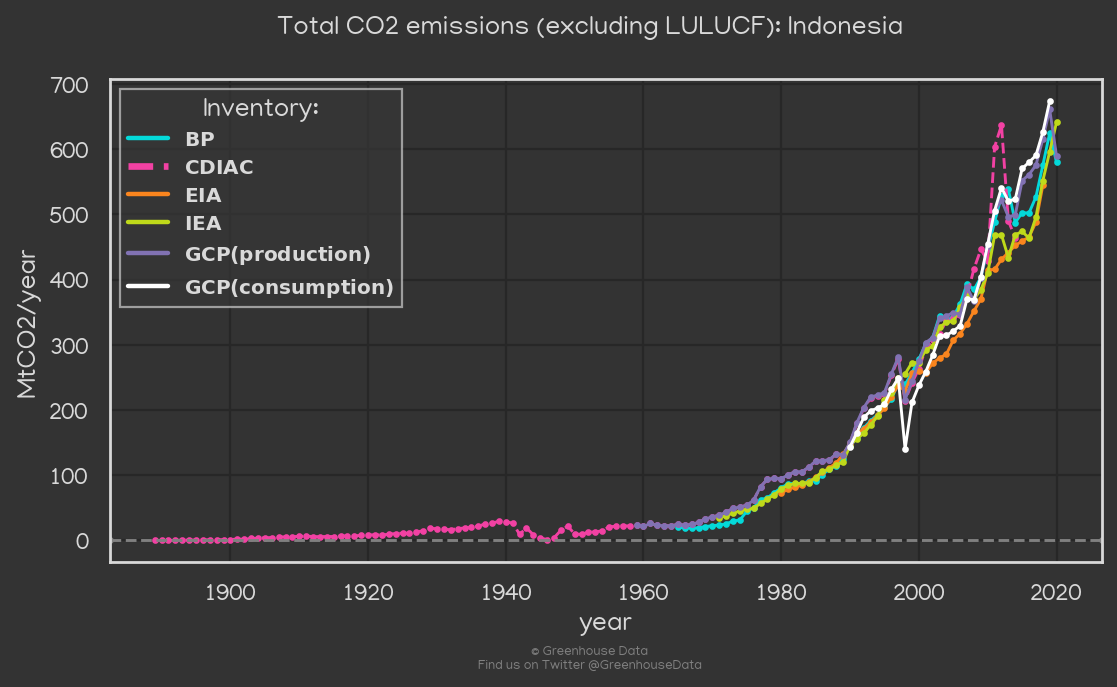 Total CO2 emissions (excluding LULUCF): Indonesia
700
600
500
400
300
200
100
0
MtCO2/year
Inventory:
BP
CDIAC
EIA
IEA
GCP(production)
GCP(consumption)
1900
1920
1940
1960
1980
2000
2020
year
© Greenhouse Data
Find us on Twitter @GreenhouseData